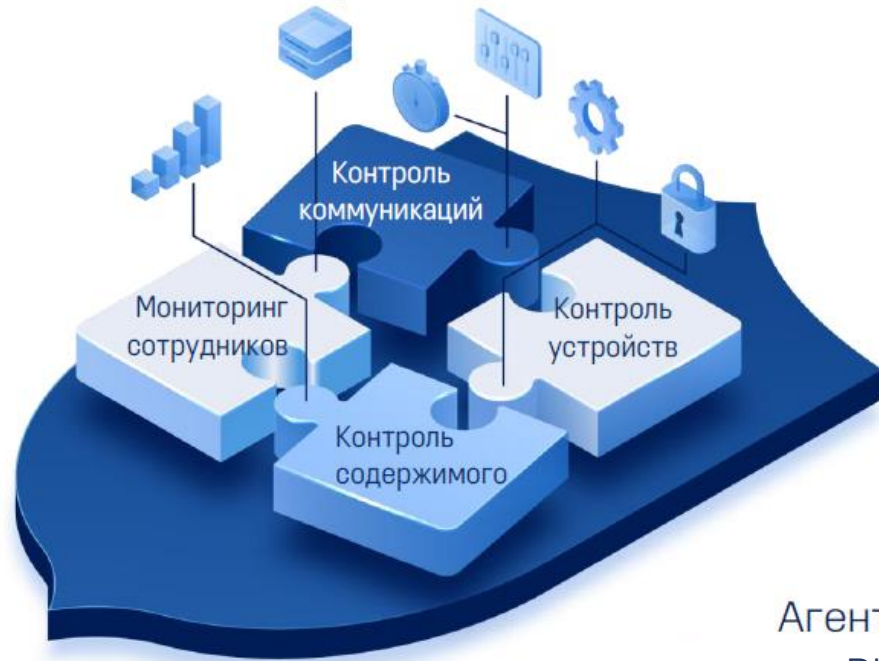 Контроль
коммуникаций
Мониторинг
сотрудников
Контроль
устройств
Контроль
содержимого
Агент